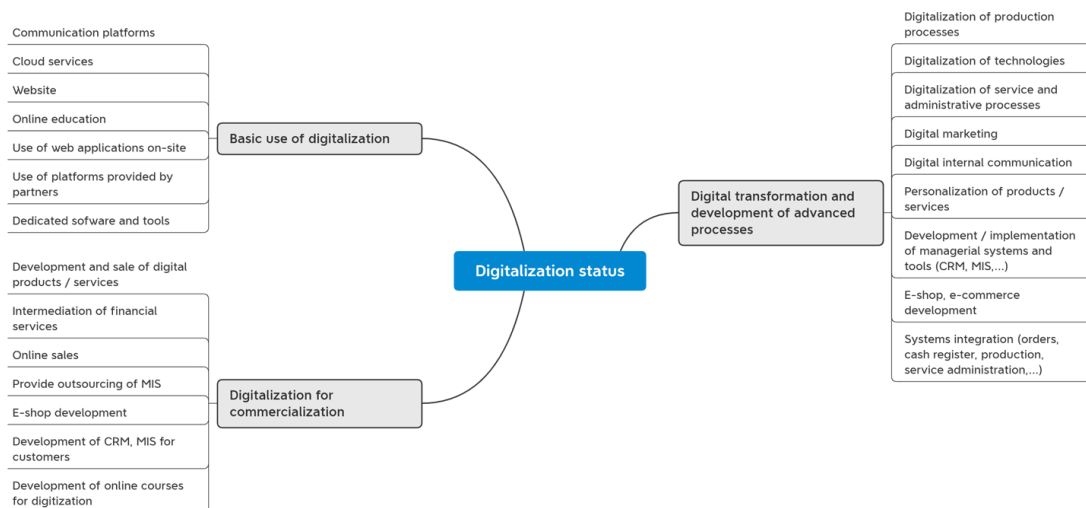 Communication platforms
Cloud services
Website
Online education
Use of web applications on-site
Use of platforms provided by
partners
Dedicated sofware and tools
Basic use of digitalization
Development and sale of digital
products / services
Intermediation of financial
services
Online sales
Provide outsourcing of MIS
E-shop development
Development of CRM, MIS for
customers
Development of online courses
for digitization
Digitalization for
commercialization
Digitalization status
Digital transformation and
development of advanced
processes
Digitalization of production
processes
Digitalization of technologies
Digitalization of service and
administrative processes
Digital marketing
Digital internal communication
Personalization of products /
services
Development / implementation
of managerial systems and
tools (CRM, MIS,...)
E-shop, e-commerce
development
Systems integration (orders,
cash register, production,
service administration,...)